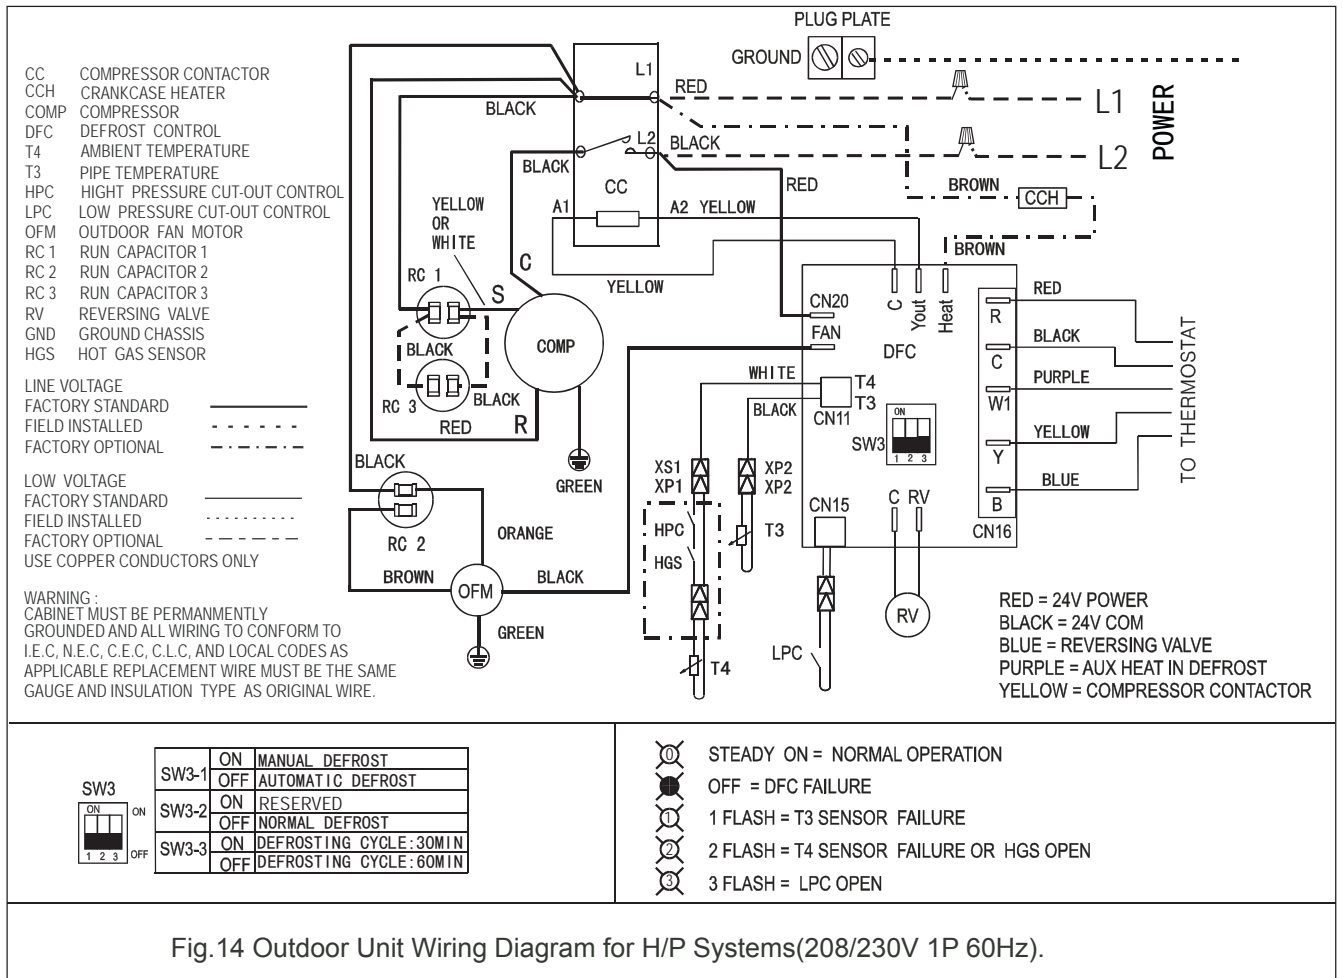 PLUG PLATE
GROUND
CC COMPRESSOR CONTACTOR
CCH CRANKCASE HEATER
COMP COMPRESSOR
DFC DEFROST CONTROL
T4 AMBIENT TEMPERATURE
T3 PIPE TEMPERATURE
HPC HIGHT PRESSURE CUT-OUT CONTROL
LPC LOW PRESSURE CUT-OUT CONTROL
OFM OUTDOOR FAN MOTOR
RC 1 RUN CAPACITOR 1
RC 2 RUN CAPACITOR 2
RC 3 RUN CAPACITOR 3
RV REVERSING VALVE
GND GROUND CHASSIS
HGS HOT GAS SENSOR
LINE VOLTAGE
FACTORY STANDARD
FIELD INSTALLED
FACTORY OPTIONAL
LOW VOLTAGE
FACTORY STANDARD
FIELD INSTALLED
FACTORY OPTIONAL
USE COPPER CONDUCTORS ONLY
WARNING :
CABINET MUST BE PERMANMENTLY
GROUNDED AND ALL WIRING TO CONFORM TO
I.E.C, N.E.C, C.E.C, C.L.C, AND LOCAL CODES AS
APPLICABLE REPLACEMENT WIRE MUST BE THE SAME
GAUGE AND INSULATION TYPE AS ORIGINAL WIRE.
L1
RED
BLACK
L1
POWER
L2
BLACK
BLACK
L2
RED
CC
BROWN
CCH
YELLOW
OR
WHITE
A1
A2 YELLOW
BROWN
C
YELLOW
RC 1
S
COMP
BLACK
RC 3
BLACK
RED
R
GREEN
BLACK
RC 2
ORANGE
BROWN
OFM
BLACK
GREEN
CN20
FAN
C
Yout
Heat
DFC
R
C
W1
Y
B
CN16
RED
BLACK
PURPLE
YELLOW
BLUE
TO THERMOSTAT
WHITE
BLACK
T4
T3
CN11
SW3
ON
1 2 3
XS1
XP1
XP2
XP2
HPC
HGS
T3
T4
CN15
C RV
LPC
RV
RED = 24V POWER
BLACK = 24V COM
BLUE = REVERSING VALVE
PURPLE = AUX HEAT IN DEFROST
YELLOW = COMPRESSOR CONTACTOR
SW3
ON
ON
1 2 3
OFF
SW3-1 ON MANUAL DEFROST
OFF AUTOMATIC DEFROST
SW3-2 ON RESERVED
OFF NORMAL DEFROST
SW3-3 ON DEFROSTING CYCLE:30MIN
OFF DEFROSTING CYCLE:60MIN
0 STEADY ON = NORMAL OPERATION
OFF = DFC FAILURE
1 1 FLASH = T3 SENSOR FAILURE
2 2 FLASH = T4 SENSOR FAILURE OR HGS OPEN
3 3 FLASH = LPC OPEN
Fig.14 Outdoor Unit Wiring Diagram for H/P Systems(208/230V 1P 60Hz).